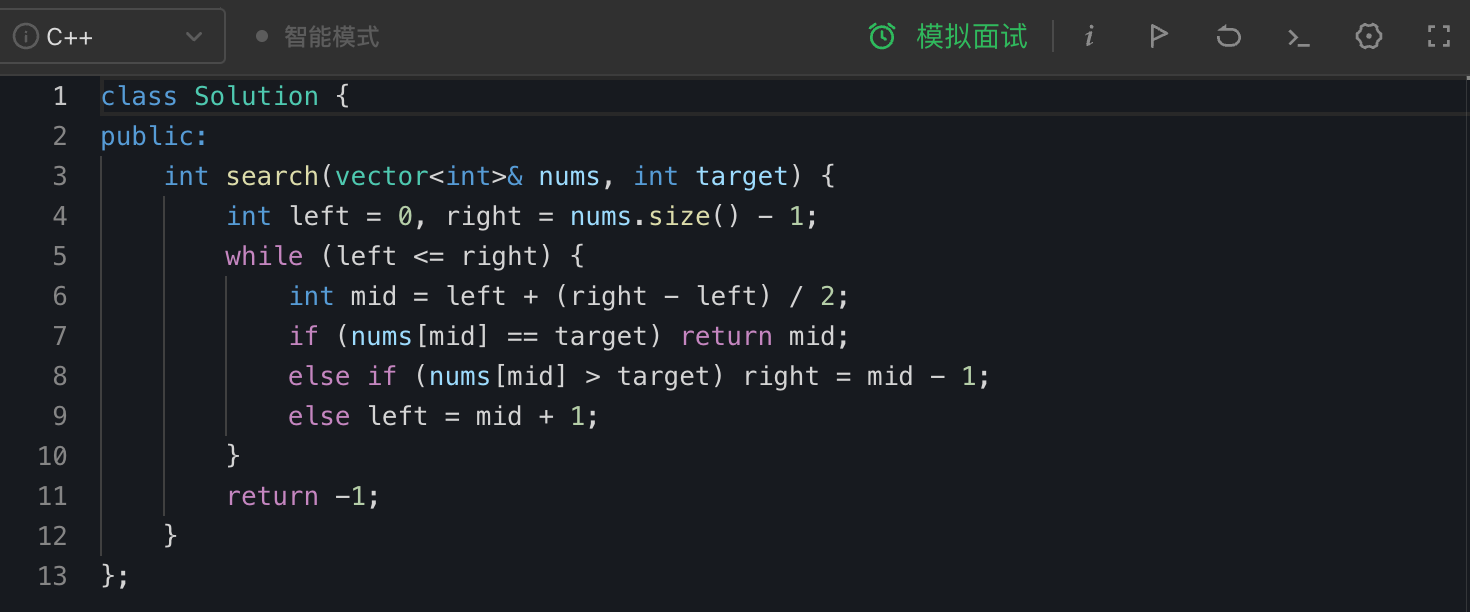 C++ 智能模式 模拟面试
1 class Solution {
2 public:
3     int search(vector<int>& nums, int target) {
4         int left = 0, right = nums.size() - 1;
5         while (left <= right) {
6             int mid = left + (right - left) / 2;
7             if (nums[mid] == target) return mid;
8             else if (nums[mid] > target) right = mid - 1;
9             else left = mid + 1;
10         }
11         return -1;
12     }
13 };